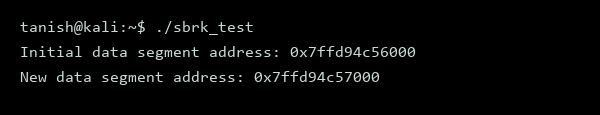 tanish@kali:~$ ./sbrk_test
Initial data segment address: 0x7ffd94c56000
New data segment address: 0x7ffd94c57000